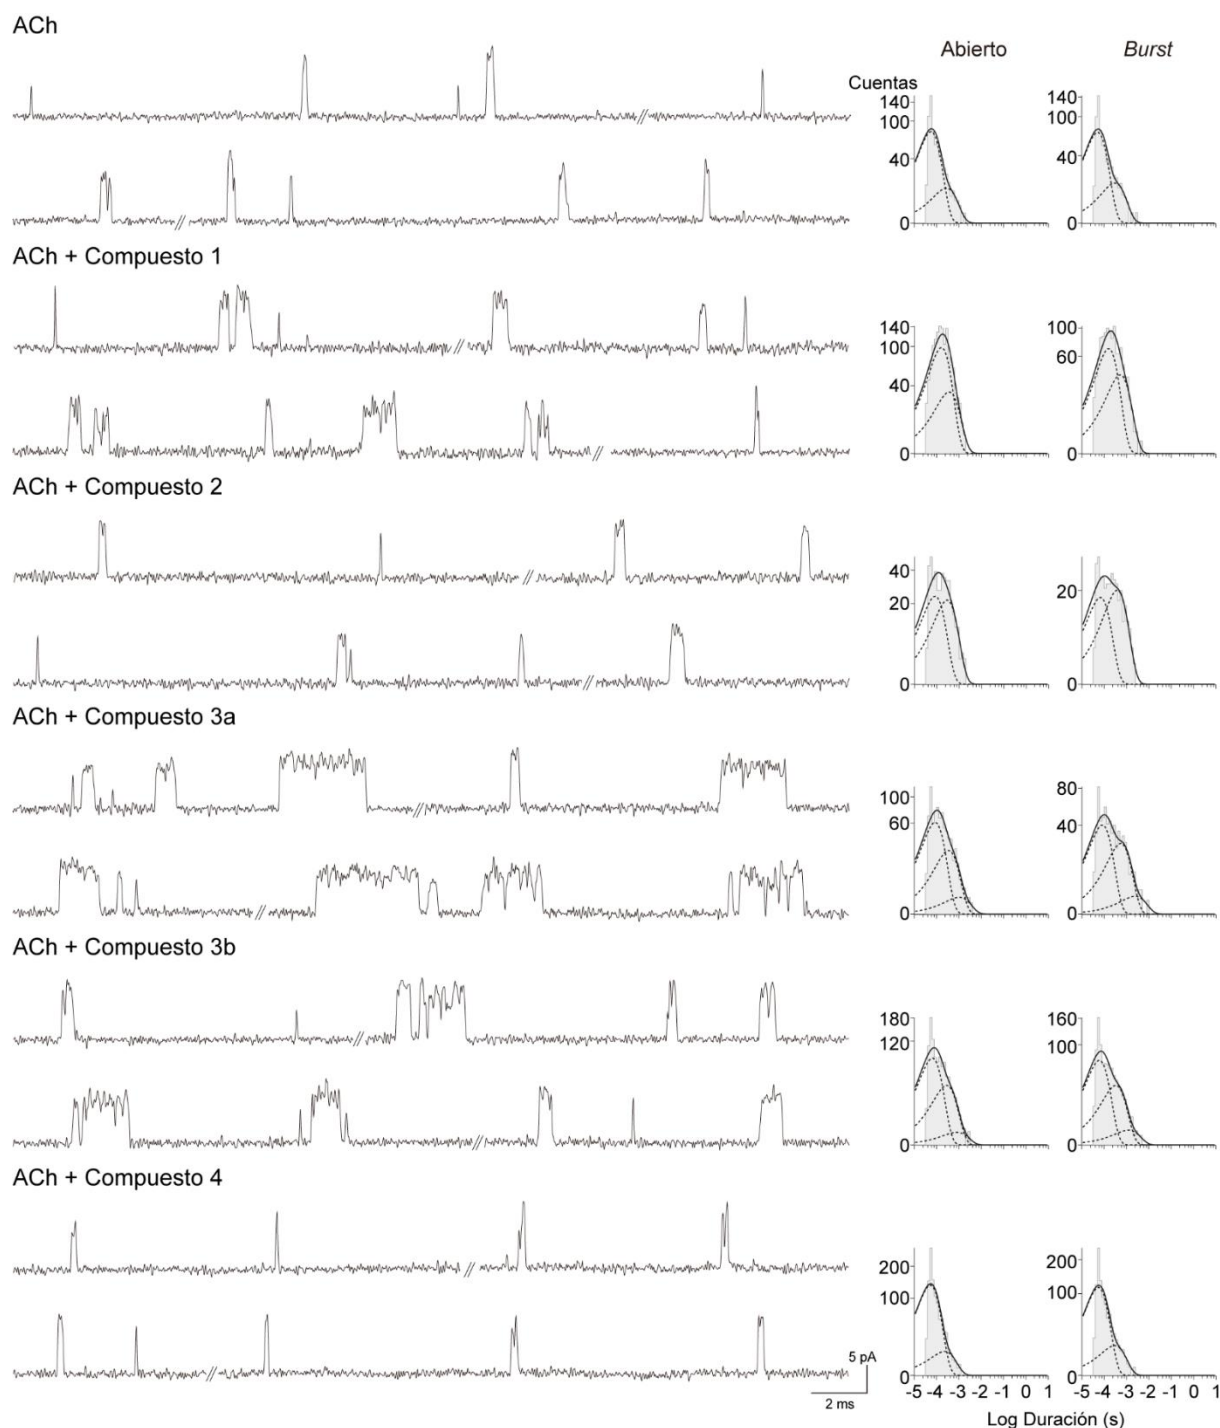 ACh
Abierto Burst
Cuentas
140 140
100 100
40 40
0 0
ACh + Compuesto 1
140 100
100 60
40
0 0
ACh + Compuesto 2
40
20 20
0 0
ACh + Compuesto 3a
100 80
60 40
0 0
ACh + Compuesto 3b
180 160
120 100
0 0
ACh + Compuesto 4
200 200
100 100
0 0
5 pA
2 ms
-5 -4 -3 -2 -1 0 1 -5 -4 -3 -2 -1 0 1
Log Duración (s)